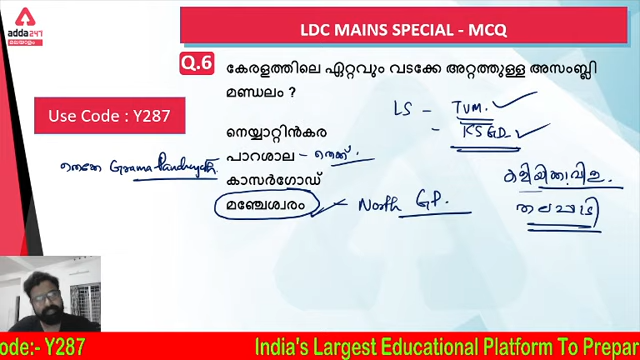 adda247
മലയാളം
LDC MAINS SPECIAL - MCQ
Q.6
കേരളത്തിലെ ഏറ്റവും വടക്കേ അറ്റത്തുള്ള അസംബ്ലി
മണ്ഡലം ?
Use Code : Y287
LS - TVM.
- KSGD
നെയ്യാറ്റിൻകര
പാറശാല - തെക്ക്
തെക്കേ Grama Panchayath
കാസർഗോഡ്
കളിയിക്കാവിള
മഞ്ചേശ്വരം - North GP.
തലപ്പാടി
ode:- Y287
India's Largest Educational Platform To Prepar